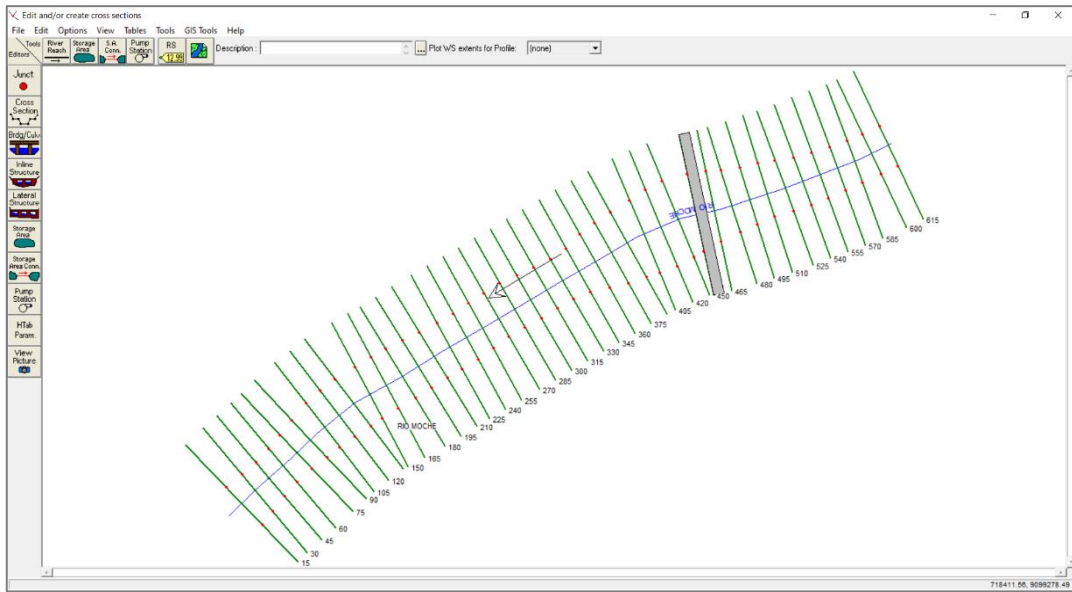 Edit and/or create cross sections
File Edit Options View Tables Tools GIS Tools Help
Tools
Editors
River
Reach
Storage
Area
S.A.
Conn.
Pump
Station
RS
12.99
Description :
...
Plot WS extents for Profile:
(none)
Junct.
Cross
Section
Brdg/Culv
Inline
Structure
Lateral
Structure
Storage
Area
Storage
Area Conn.
Pump
Station
HTab
Param.
View
Picture
RIO MOCHE
RIO MOCHE
615
600
585
570
555
540
525
510
495
480
465
450
420
405
375
360
345
330
315
300
285
270
255
240
225
210
195
180
165
150
120
105
90
75
60
45
30
15
718411.56, 9099278.49